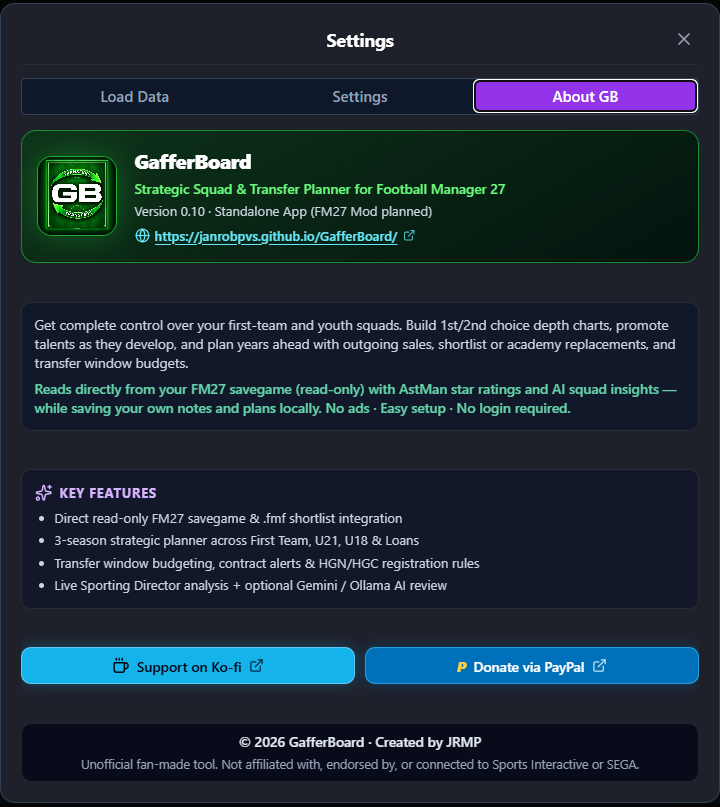 Settings
Load Data
Settings
About GB
GB
GafferBoard
Strategic Squad & Transfer Planner for Football Manager 27
Version 0.10 · Standalone App (FM27 Mod planned)
https://janrobpvs.github.io/GafferBoard/
Get complete control over your first-team and youth squads. Build 1st/2nd choice depth charts, promote
talents as they develop, and plan years ahead with outgoing sales, shortlist or academy replacements, and
transfer window budgets.
Reads directly from your FM27 savegame (read-only) with AstMan star ratings and AI squad insights —
while saving your own notes and plans locally. No ads · Easy setup · No login required.
KEY FEATURES
• Direct read-only FM27 savegame & .fmf shortlist integration
• 3-season strategic planner across First Team, U21, U18 & Loans
• Transfer window budgeting, contract alerts & HGN/HGC registration rules
• Live Sporting Director analysis + optional Gemini / Ollama AI review
Support on Ko-fi
Donate via PayPal
© 2026 GafferBoard · Created by JRMP
Unofficial fan-made tool. Not affiliated with, endorsed by, or connected to Sports Interactive or SEGA.